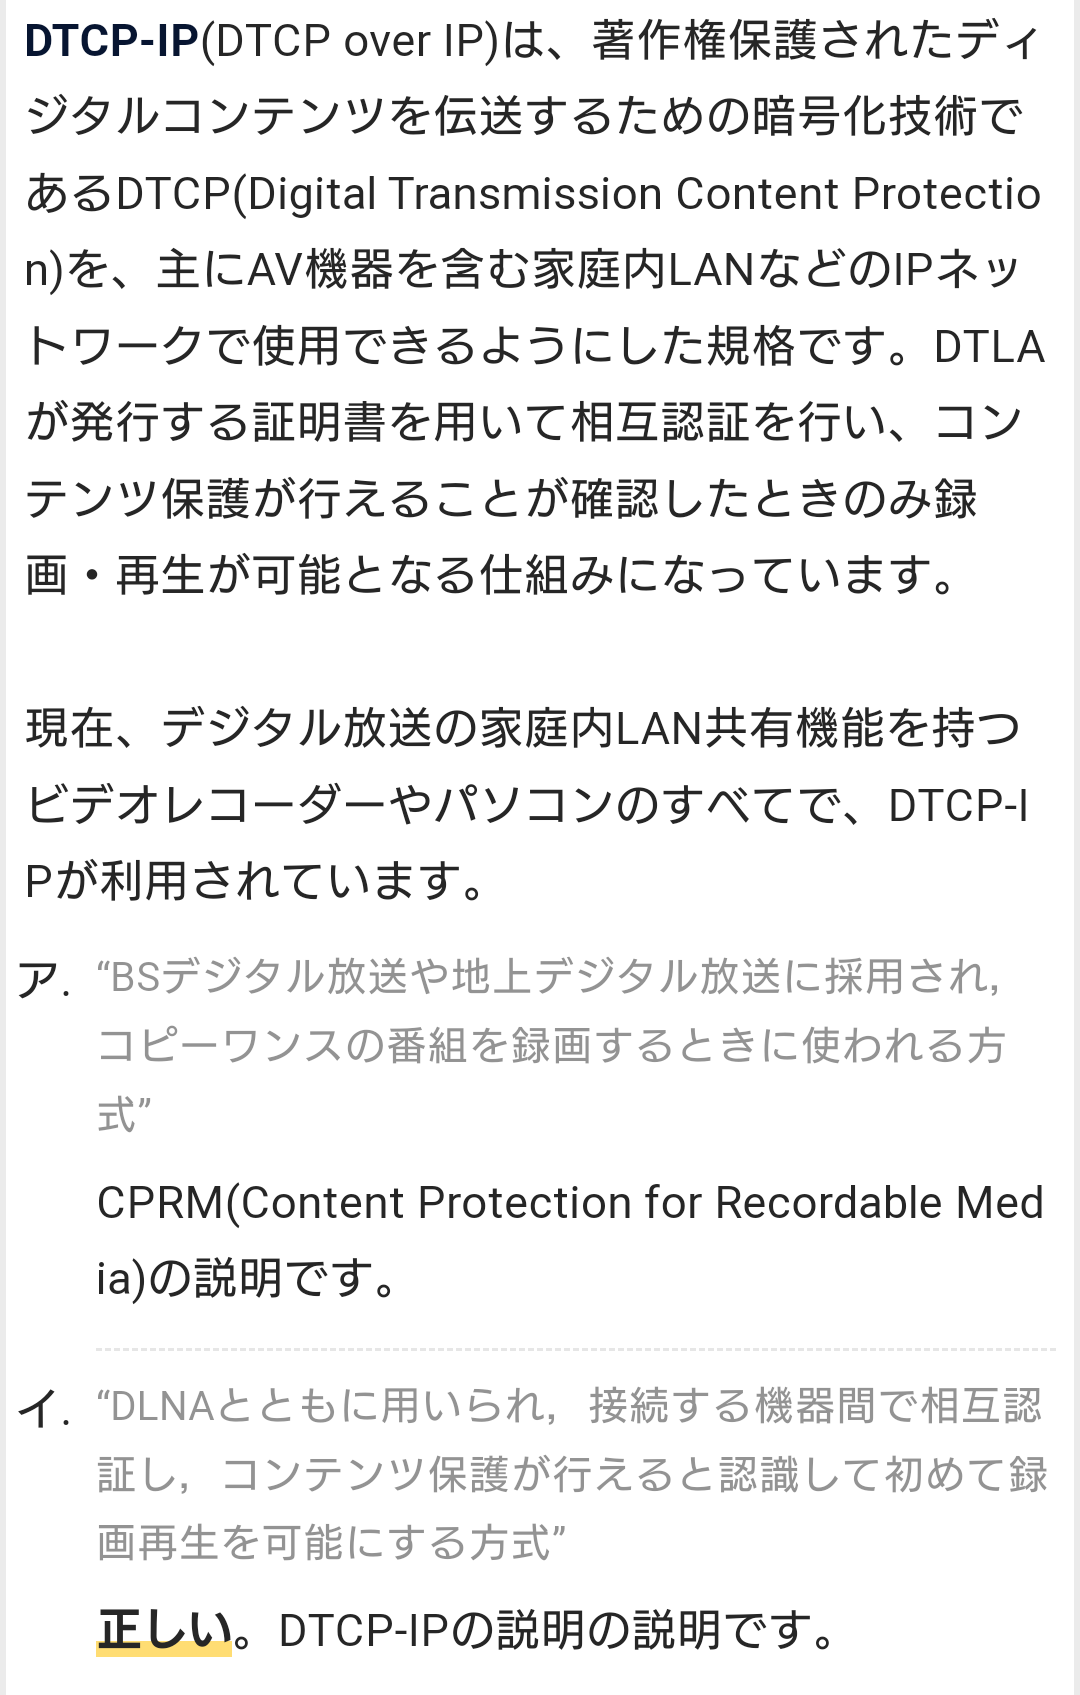 DTCP-IP(DTCP over IP)は、著作権保護されたディ
ジタルコンテンツを伝送するための暗号化技術で
あるDTCP(Digital Transmission Content Protectio
n)を、主にAV機器を含む家庭内LANなどのIPネッ
トワークで使用できるようにした規格です。DTLA
が発行する証明書を用いて相互認証を行い、コン
テンツ保護が行えることが確認したときのみ録
画・再生が可能となる仕組みになっています。
現在、デジタル放送の家庭内LAN共有機能を持つ
ビデオレコーダーやパソコンのすべてで、DTCP-I
Pが利用されています。
ア. “BSデジタル放送や地上デジタル放送に採用され，
コピーワンスの番組を録画するときに使われる方
式”
CPRM(Content Protection for Recordable Med
ia)の説明です。
イ. “DLNAとともに用いられ，接続する機器間で相互認
証し，コンテンツ保護が行えると認識して初めて録
画再生を可能にする方式”
正しい。DTCP-IPの説明の説明です。